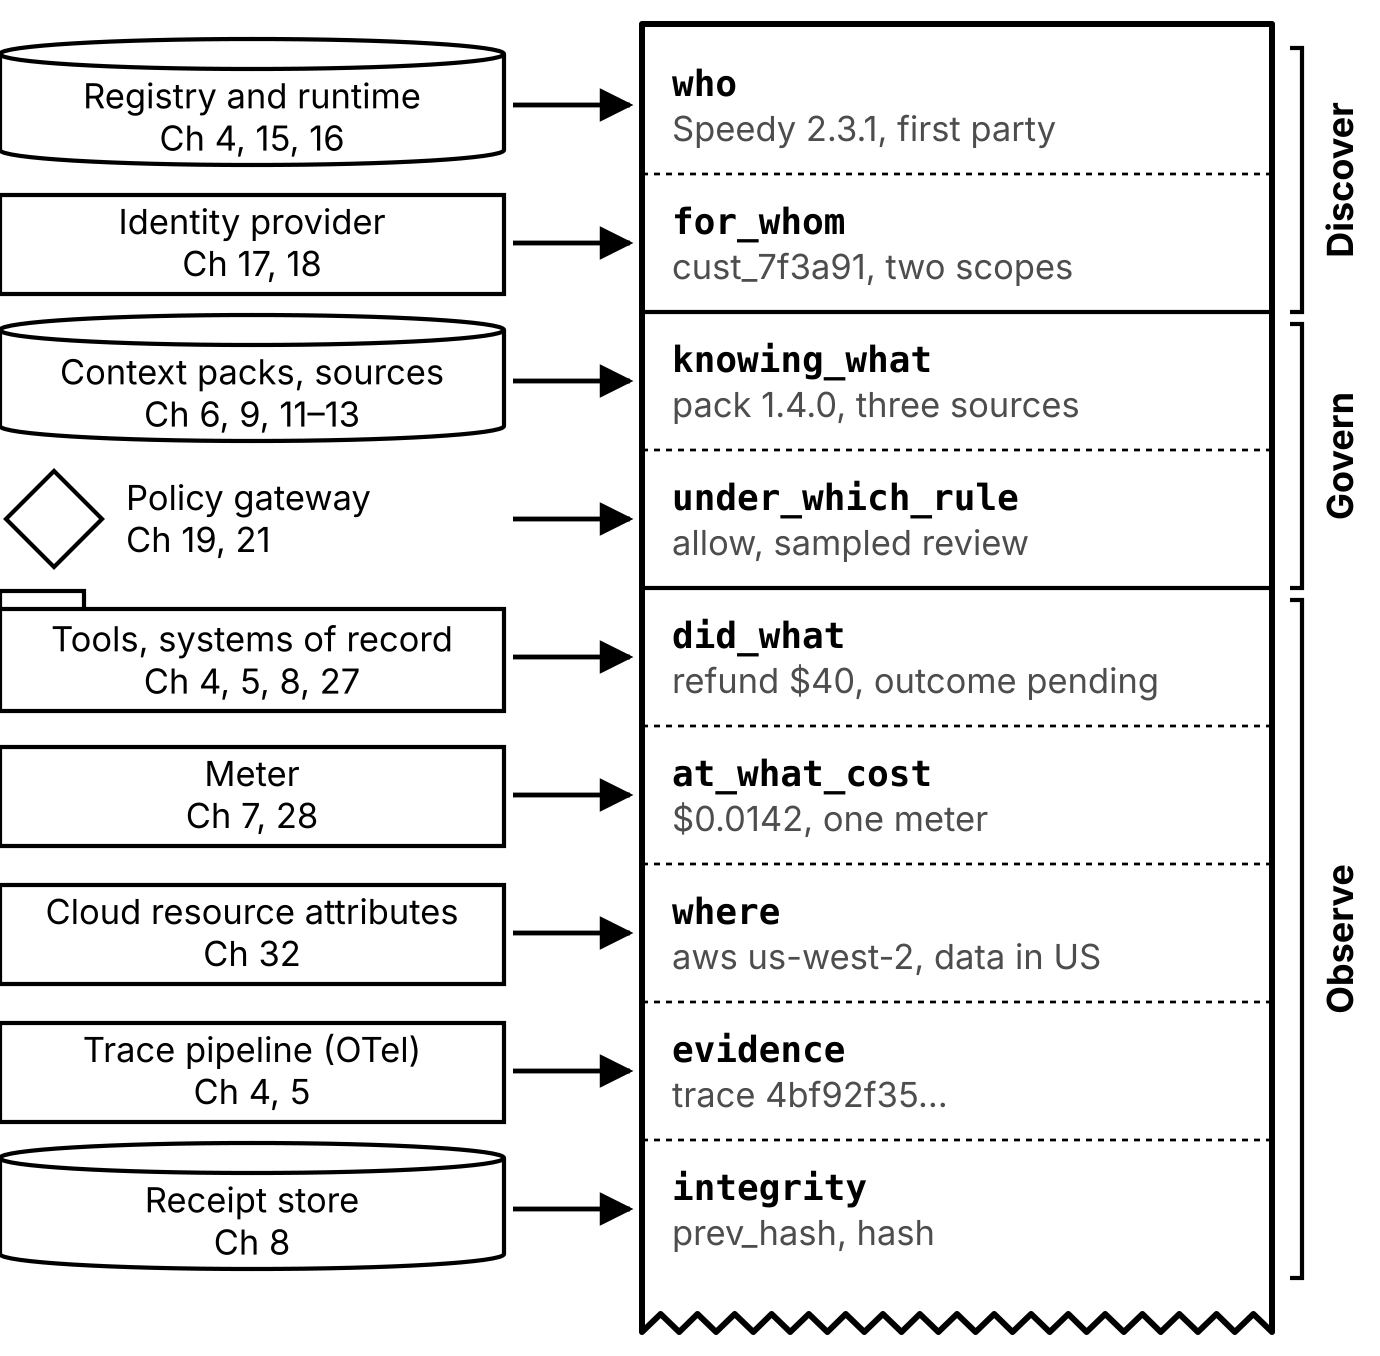 Registry and runtime
Ch 4, 15, 16
who
Speedy 2.3.1, first party
Identity provider
Ch 17, 18
for_whom
cust_7f3a91, two scopes
Discover
Context packs, sources
Ch 6, 9, 11–13
knowing_what
pack 1.4.0, three sources
Policy gateway
Ch 19, 21
under_which_rule
allow, sampled review
Govern
Tools, systems of record
Ch 4, 5, 8, 27
did_what
refund $40, outcome pending
Meter
Ch 7, 28
at_what_cost
$0.0142, one meter
Cloud resource attributes
Ch 32
where
aws us-west-2, data in US
Trace pipeline (OTel)
Ch 4, 5
evidence
trace 4bf92f35...
Receipt store
Ch 8
integrity
prev_hash, hash
Observe